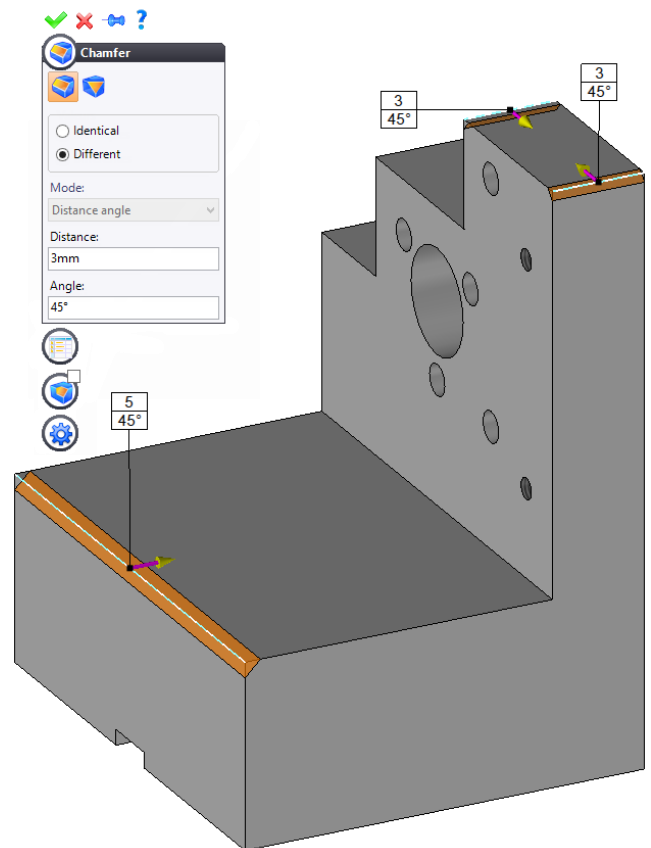 ?
Chamfer
Identical
Different
Mode:
Distance angle
Distance:
3mm
Angle:
45°
3
45°
3
45°
5
45°